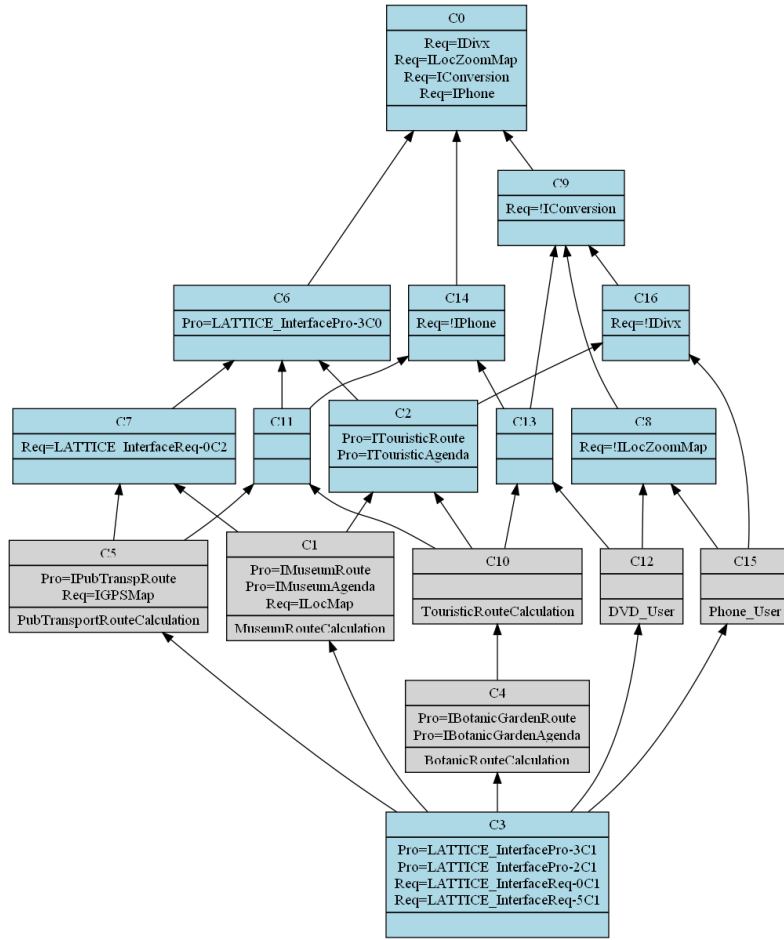 C0
Req=IDivx
Req=ILocZoomMap
Req=IConversion
Req=IPhone
C9
Req=!IConversion
C6
Pro=LATTICE_InterfacePro-3C0
C14
Req=!IPhone
C16
Req=!IDivx
C7
Req=LATTICE_InterfaceReq-0C2
C11
C2
Pro=ITouristicRoute
Pro=ITouristicAgenda
C13
C8
Req=!ILocZoomMap
C5
Pro=IPubTranspRoute
Req=IGPSMap
PubTransportRouteCalculation
C1
Pro=IMuseumRoute
Pro=IMuseumAgenda
Req=ILocMap
MuseumRouteCalculation
C10
TouristicRouteCalculation
C12
DVD_User
C15
Phone_User
C4
Pro=IBotanicGardenRoute
Pro=IBotanicGardenAgenda
BotanicRouteCalculation
C3
Pro=LATTICE_InterfacePro-3C1
Pro=LATTICE_InterfacePro-2C1
Req=LATTICE_InterfaceReq-0C1
Req=LATTICE_InterfaceReq-5C1